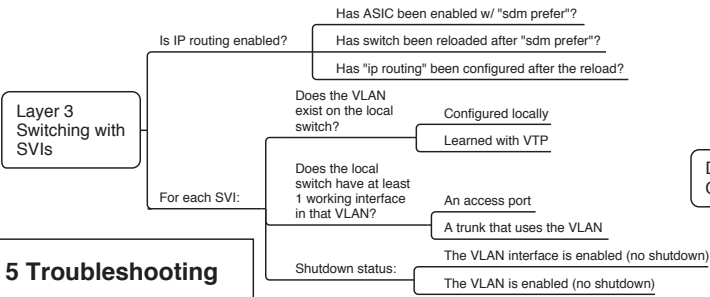 Has ASIC been enabled w/ "sdm prefer"?
Is IP routing enabled?
Has switch been reloaded after "sdm prefer"?
Has "ip routing" been configured after the reload?
Layer 3
Switching with
SVIs
Does the VLAN
exist on the local
switch?
Configured locally
Learned with VTP
For each SVI:
Does the local
switch have at least
1 working interface
in that VLAN?
An access port
A trunk that uses the VLAN
Shutdown status:
The VLAN interface is enabled (no shutdown)
The VLAN is enabled (no shutdown)
5 Troubleshooting